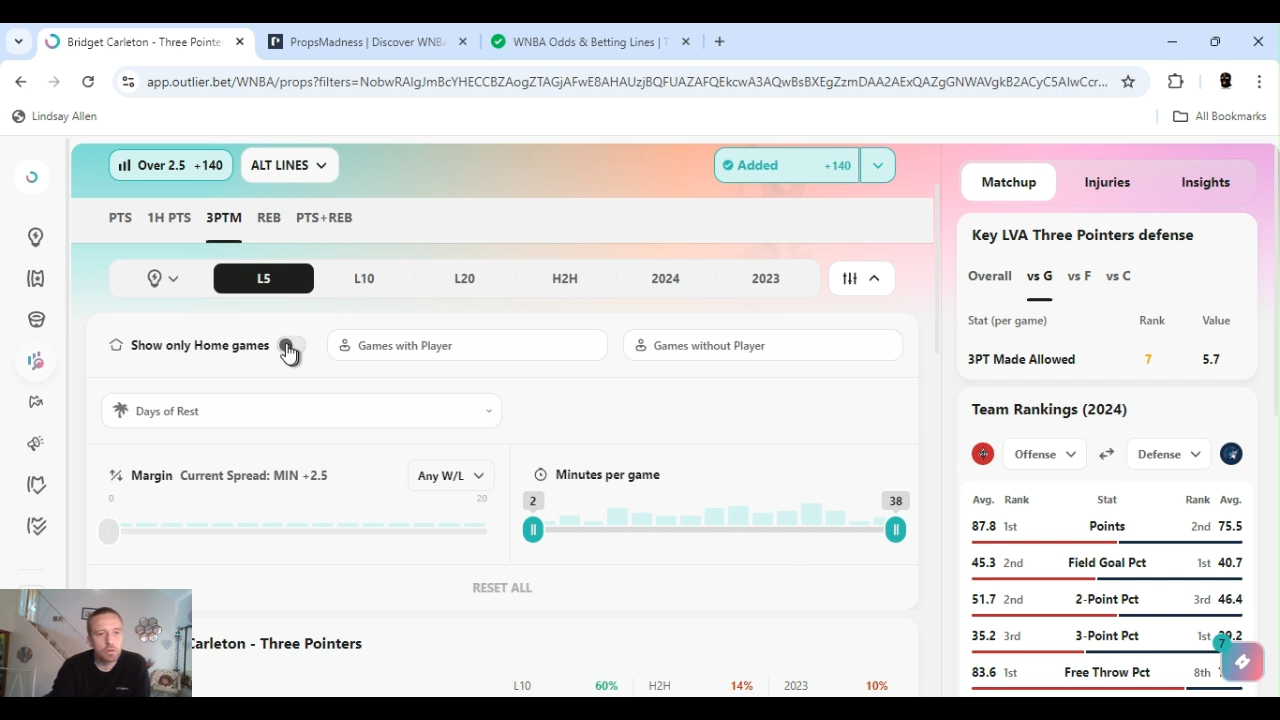 Bridget Carleton - Three Pointe
PropsMadness | Discover WNB
WNBA Odds & Betting Lines | T
app.outlier.bet/WNBA/props?filters=NobwRAlgJmBcYHECCBZAogZTAGjAFwE8AHAUzjBQFUAZAFQEkcwA3AQwBsBXEgZzmDAA2AExQAZgGNWAVgkB2ACyC5AlwCcr...
Lindsay Allen
All Bookmarks
Over 2.5 +140
ALT LINES
Added +140
PTS 1H PTS 3PTM REB PTS+REB
L5 L10 L20 H2H 2024 2023
Show only Home games
Games with Player
Games without Player
Days of Rest
Margin Current Spread: MIN +2.5
Any W/L
0 20
Minutes per game
2 38
RESET ALL
Carleton - Three Pointers
L10 60% H2H 14% 2023 10%
Matchup Injuries Insights
Key LVA Three Pointers defense
Overall vs G vs F vs C
Stat (per game) Rank Value
3PT Made Allowed 7 5.7
Team Rankings (2024)
Offense Defense
Avg. Rank Stat Rank Avg.
87.8 1st Points 2nd 75.5
45.3 2nd Field Goal Pct 1st 40.7
51.7 2nd 2-Point Pct 3rd 46.4
35.2 3rd 3-Point Pct 1st
7
83.6 1st Free Throw Pct 8th